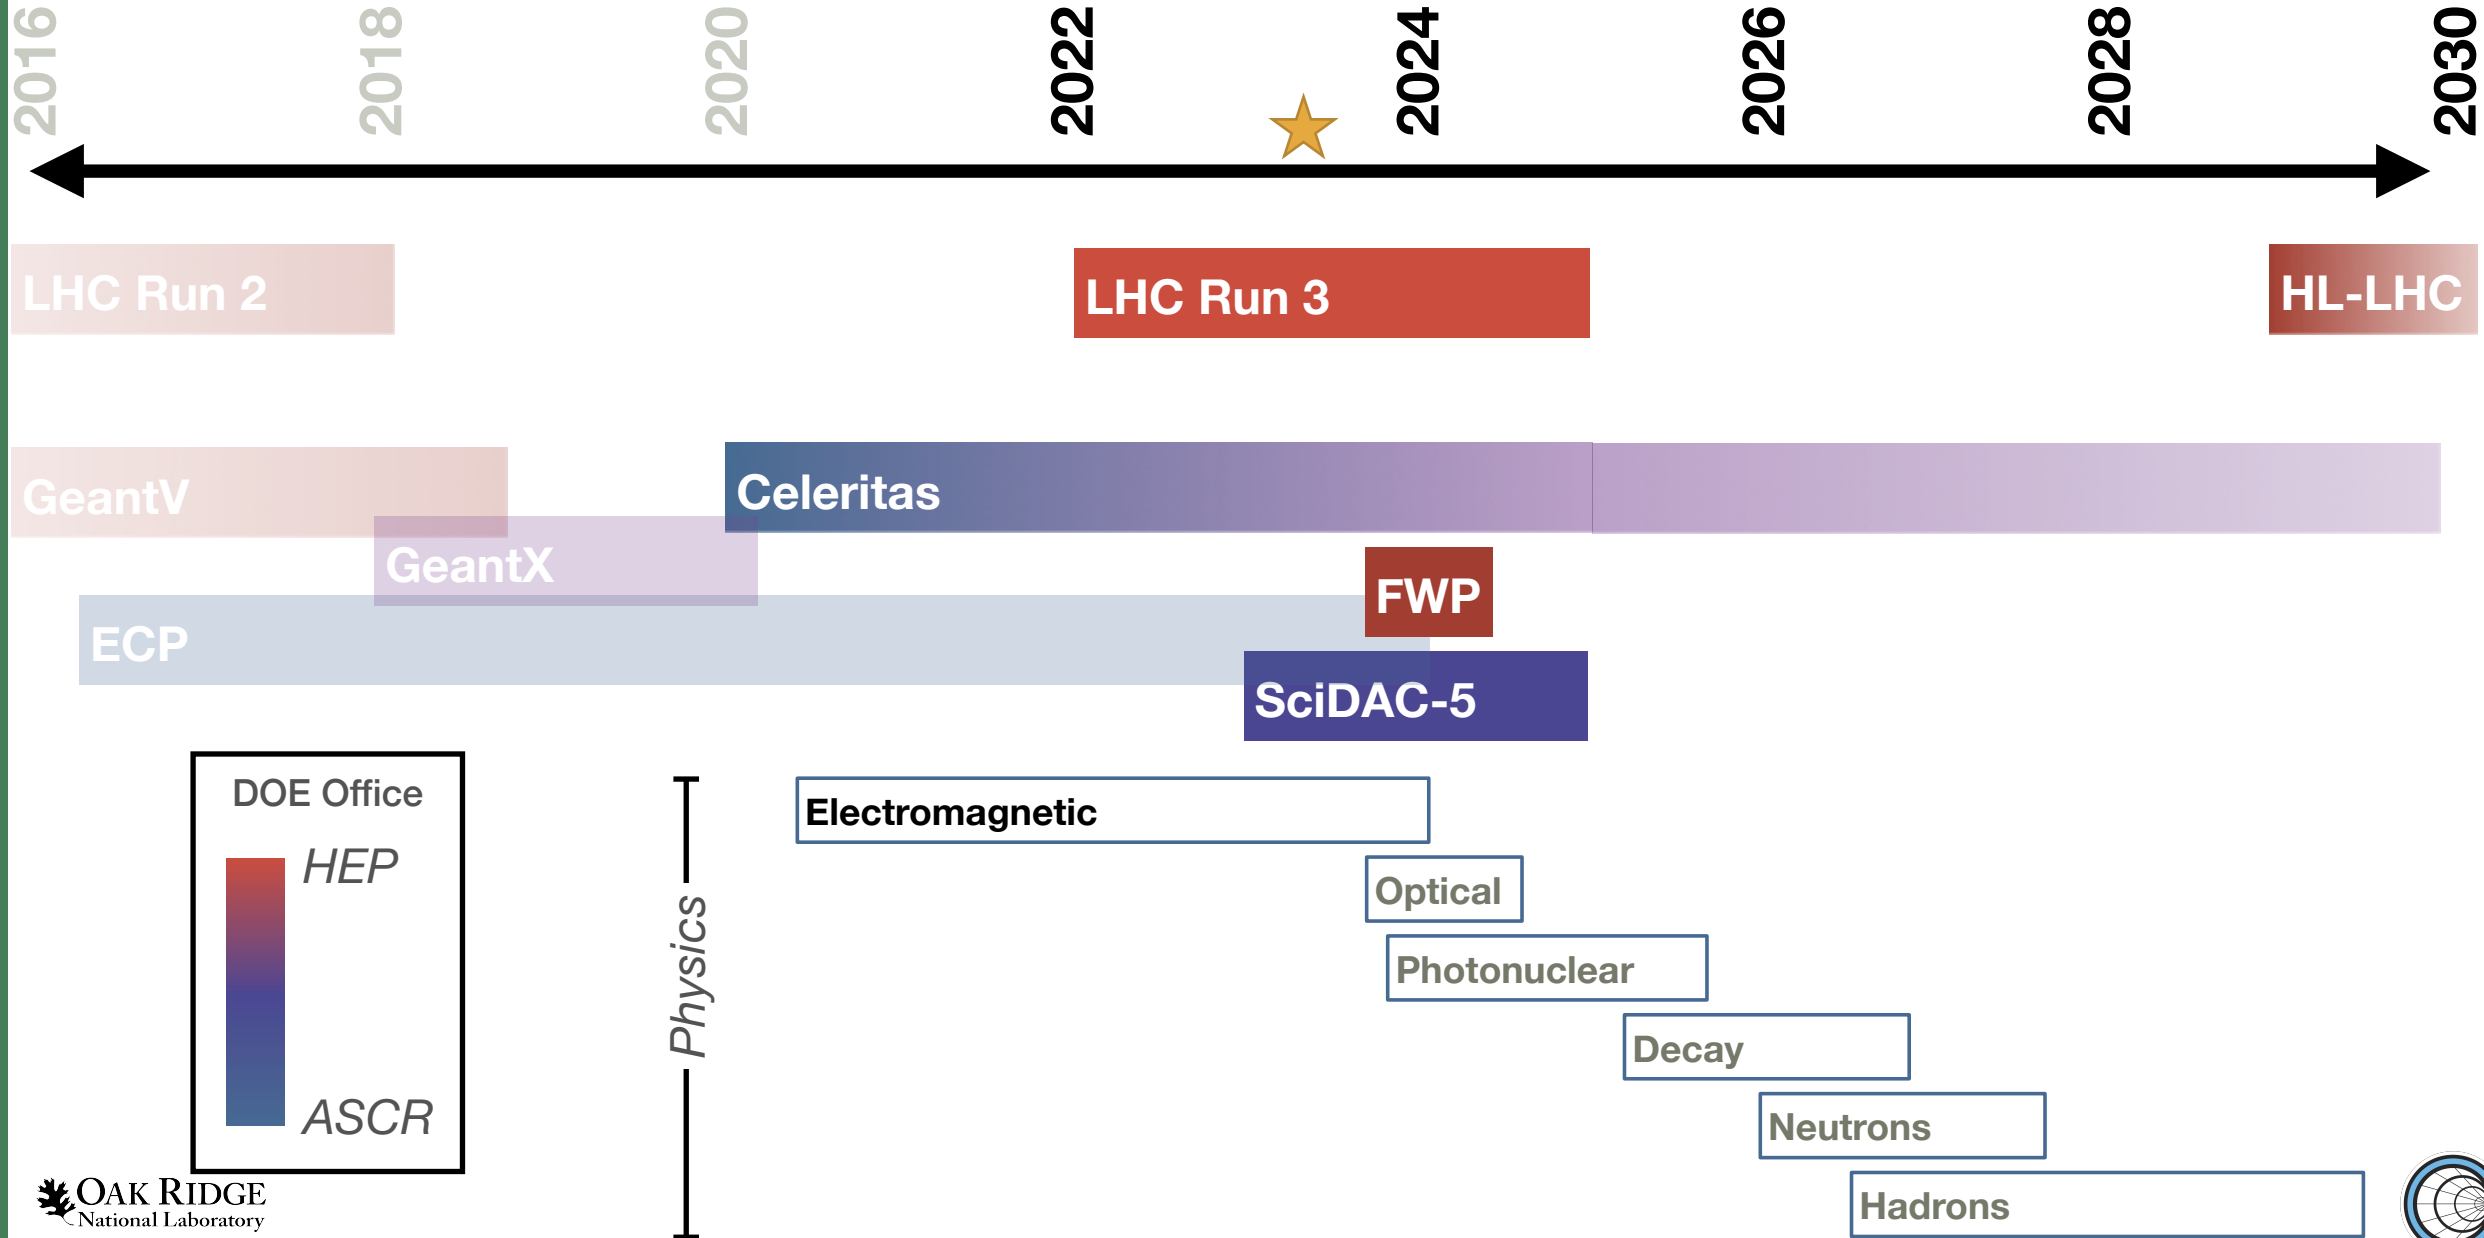 2016
2018
2020
2022
2024
2026
2028
2030
LHC Run 2
LHC Run 3
HL-LHC
GeantV
Celeritas
GeantX
FWP
ECP
SciDAC-5
DOE Office
HEP
ASCR
Physics
Electromagnetic
Optical
Photonuclear
Decay
Neutrons
Hadrons
OAK RIDGE
National Laboratory